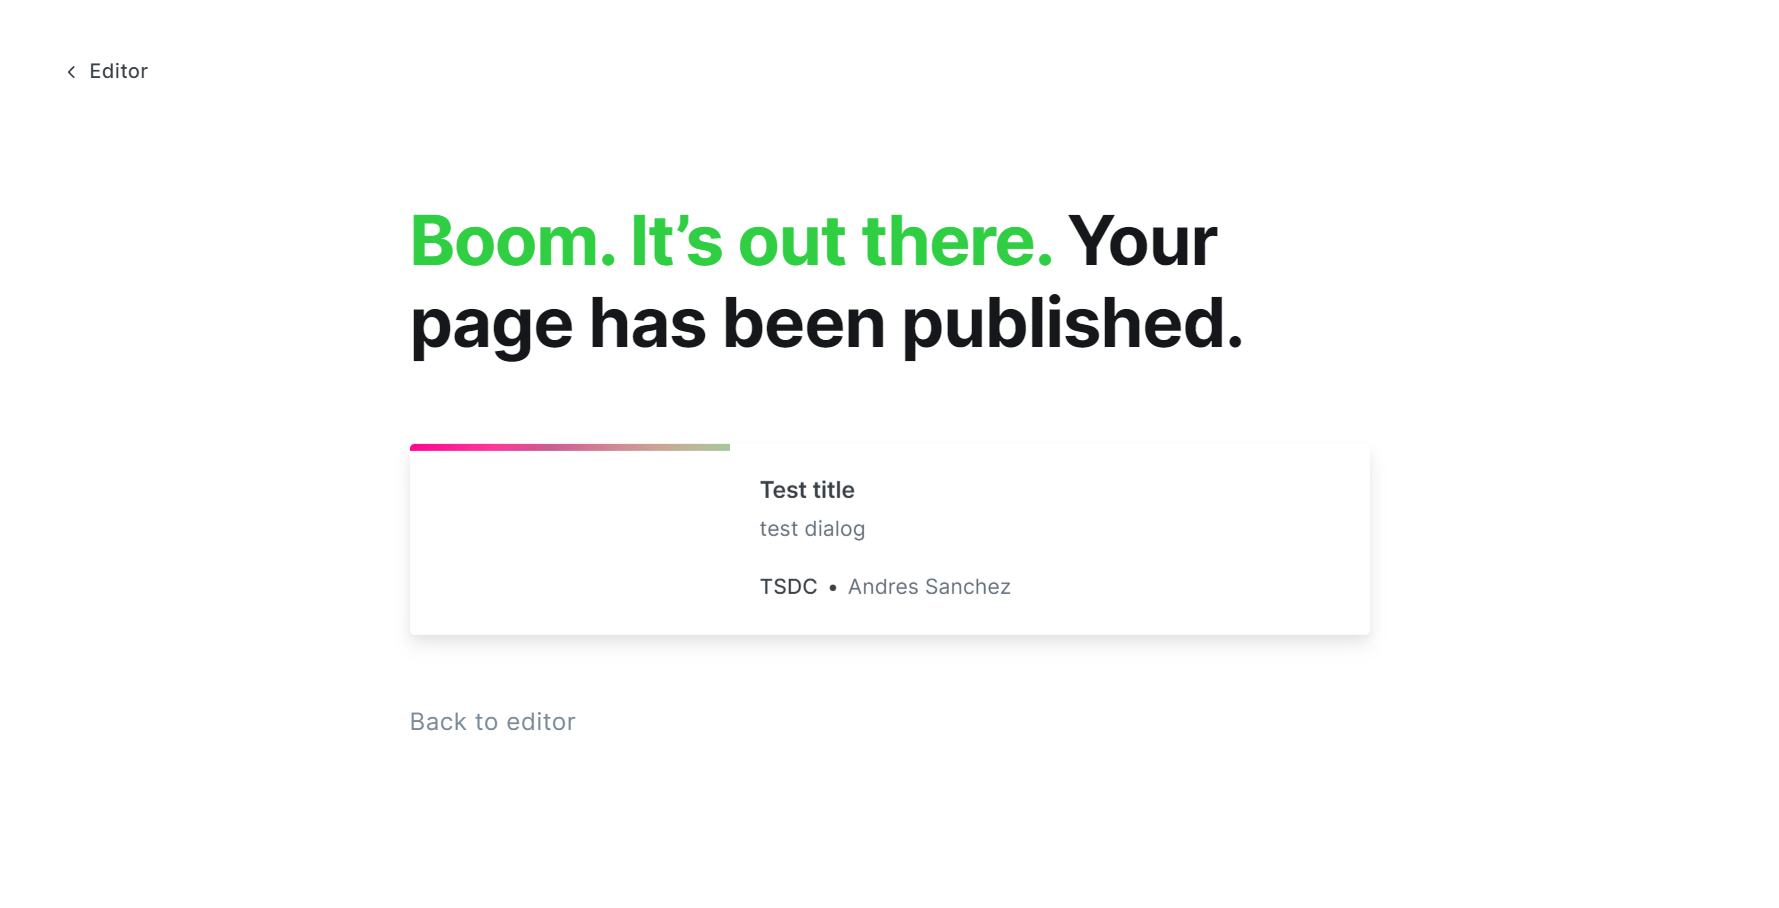 Editor
Boom. It’s out there. Your
page has been published.
Test title
test dialog
TSDC • Andres Sanchez
Back to editor